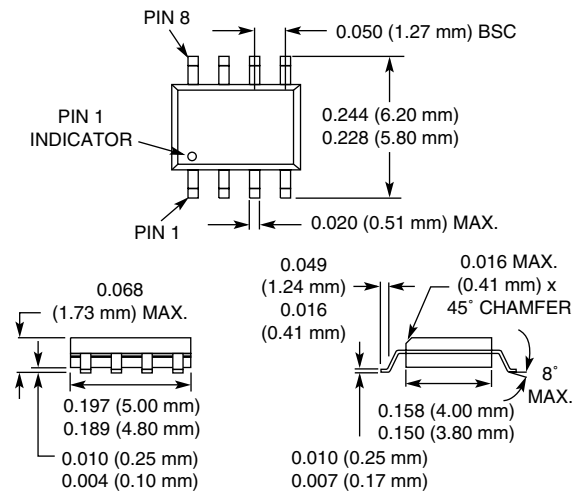 PIN 8
0.050 (1.27 mm) BSC
PIN 1
INDICATOR
0.244 (6.20 mm)
0.228 (5.80 mm)
PIN 1
0.020 (0.51 mm) MAX.
0.068
(1.73 mm) MAX.
0.197 (5.00 mm)
0.189 (4.80 mm)
0.010 (0.25 mm)
0.004 (0.10 mm)
0.049
(1.24 mm)
0.016
(0.41 mm)
0.016 MAX.
(0.41 mm) x
45° CHAMFER
8°
MAX.
0.158 (4.00 mm)
0.150 (3.80 mm)
0.010 (0.25 mm)
0.007 (0.17 mm)